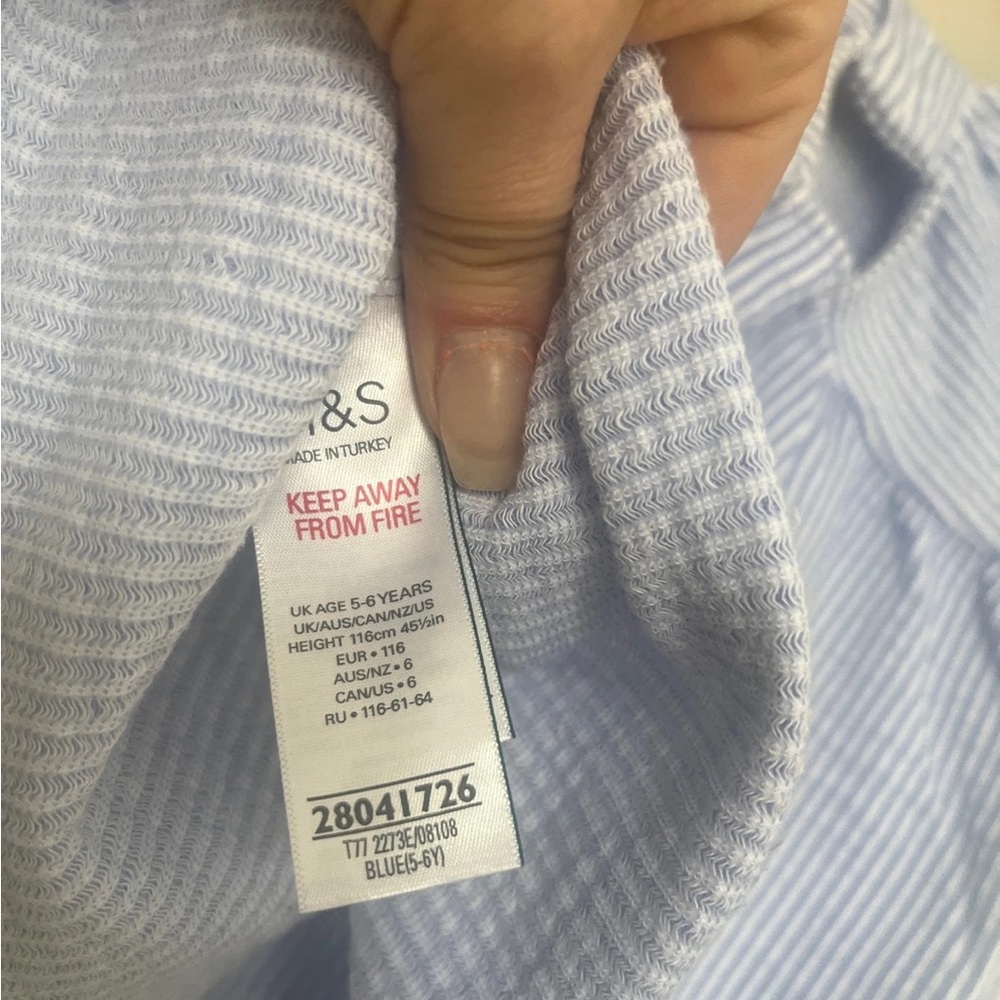 &S
MADE IN TURKEY
KEEP AWAY
FROM FIRE
UK AGE 5-6 YEARS
UK/AUS/CAN/NZ/US
HEIGHT 116cm 45½in
EUR • 116
AUS/NZ • 6
CAN/US • 6
RU • 116-61-64
28041726
T77 2273E/08108
BLUE(5-6Y)